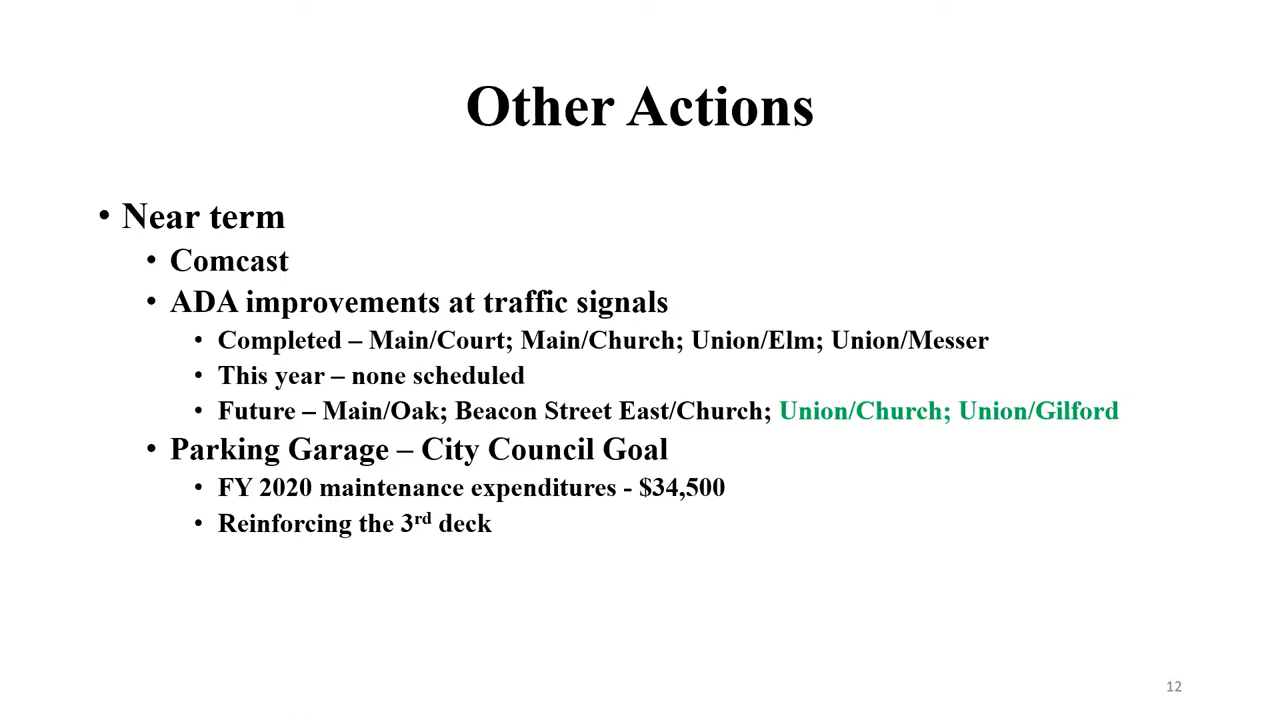 Other Actions
• Near term
• Comcast
• ADA improvements at traffic signals
• Completed – Main/Court; Main/Church; Union/Elm; Union/Messer
• This year – none scheduled
• Future – Main/Oak; Beacon Street East/Church; Union/Church; Union/Gilford
• Parking Garage – City Council Goal
• FY 2020 maintenance expenditures - $34,500
• Reinforcing the 3rd deck
12